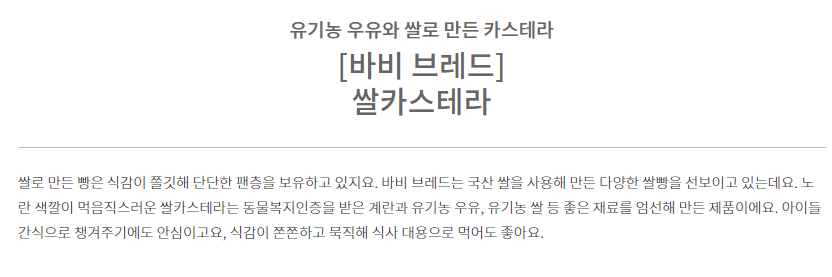 유기농 우유와 쌀로 만든 카스테라
[바비 브레드]
쌀카스테라
쌀로 만든 빵은 식감이 쫄깃해 단단한 팬층을 보유하고 있지요. 바비 브레드는 국산 쌀을 사용해 만든 다양한 쌀빵을 선보이고 있는데요. 노
란 색깔이 먹음직스러운 쌀카스테라는 동물복지인증을 받은 계란과 유기농 우유, 유기농 쌀 등 좋은 재료를 엄선해 만든 제품이에요. 아이들
간식으로 챙겨주기에도 안심이고요, 식감이 쫀쫀하고 묵직해 식사 대용으로 먹어도 좋아요.